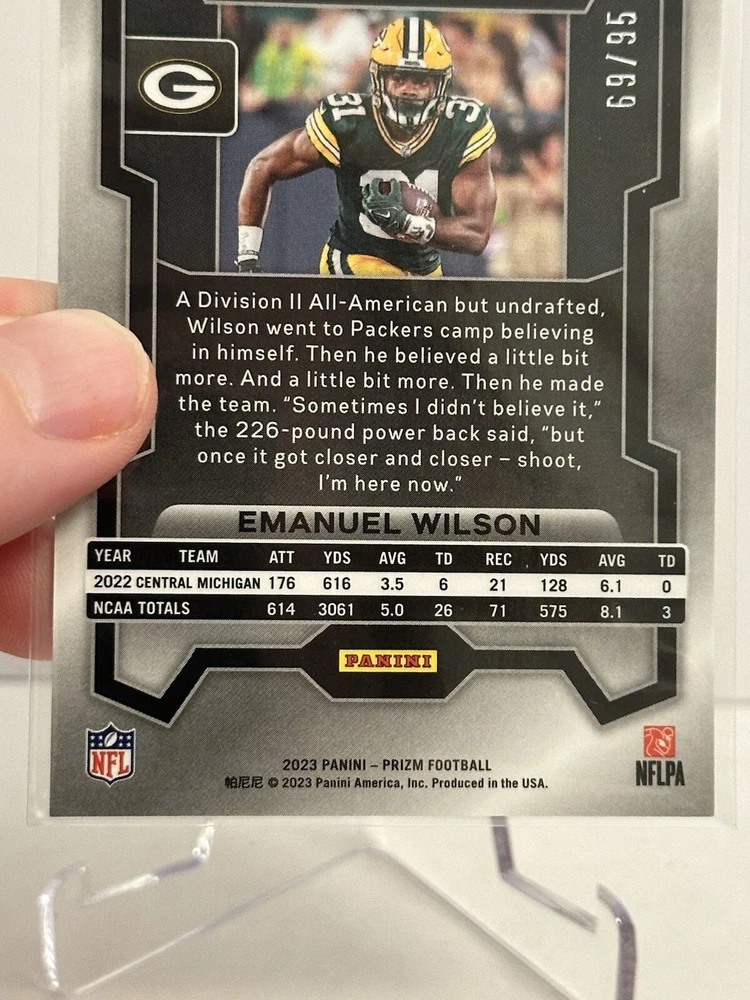 69/95
G
31
31
31
A Division II All-American but undrafted,
Wilson went to Packers camp believing
in himself. Then he believed a little bit
more. And a little bit more. Then he made
the team. “Sometimes I didn’t believe it,”
the 226-pound power back said, “but
once it got closer and closer – shoot,
I’m here now.”
EMANUEL WILSON
YEAR TEAM ATT YDS AVG TD REC YDS AVG TD
2022 CENTRAL MICHIGAN 176 616 3.5 6 21 128 6.1 0
NCAA TOTALS 614 3061 5.0 26 71 575 8.1 3
PANINI
NFL
NFLPA
2023 PANINI – PRIZM FOOTBALL
帕尼尼 © 2023 Panini America, Inc. Produced in the USA.